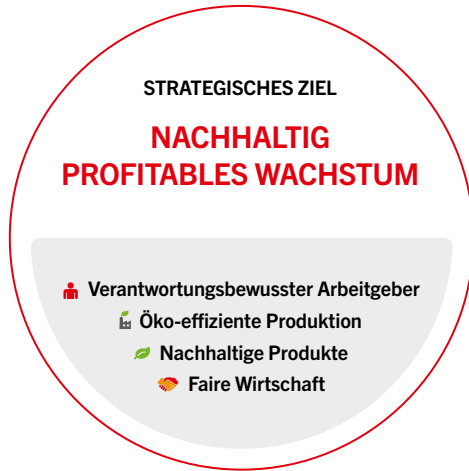 STRATEGISCHES ZIEL
NACHHALTIG
PROFITABLES WACHSTUM
Verantwortungsbewusster Arbeitgeber
Öko-effiziente Produktion
Nachhaltige Produkte
Faire Wirtschaft